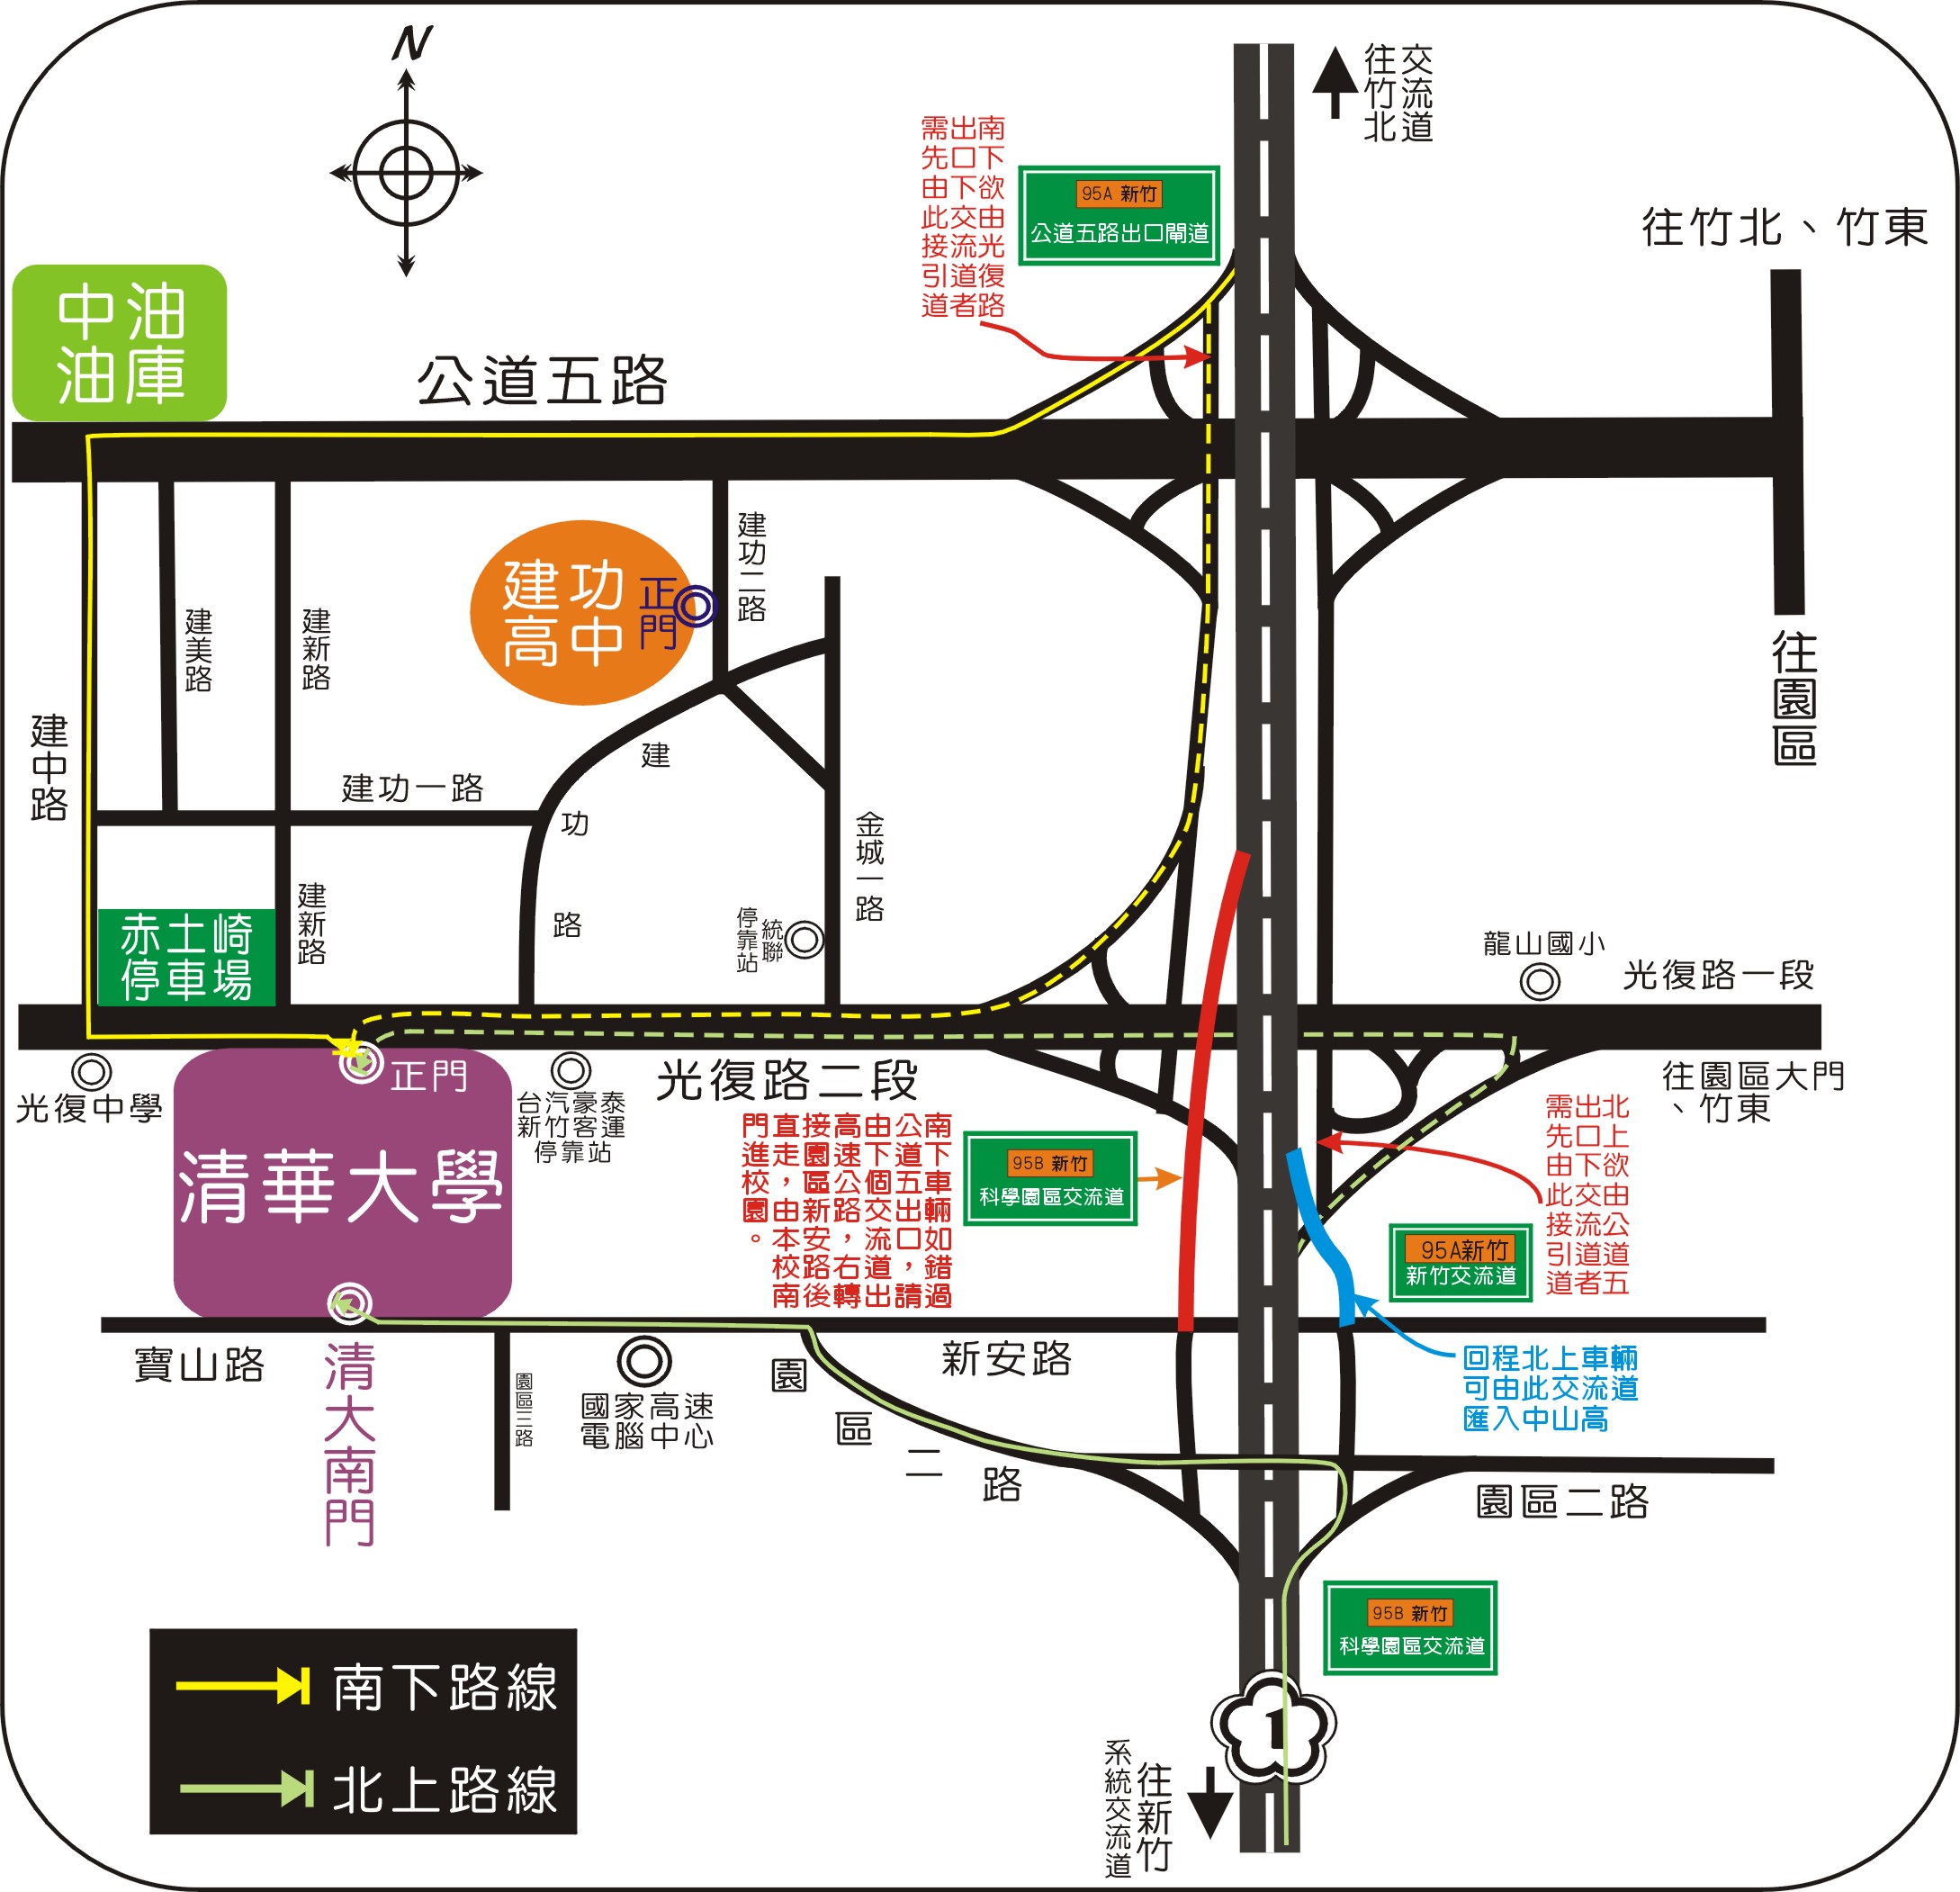 N
往竹北
交流道
南下欲由光復路
出口下交流道者
需先由此接引道
95A 新竹
公道五路出口閘道
往竹北、竹東
中油
油庫
公道五路
建功
高中
正門
建功二路
建美路
建新路
往園區
建中路
建功一路
建功路
金城一路
赤土崎
停車場
建新路
統聯
停靠站
龍山國小
光復路一段
光復中學
正門
台汽豪泰
新竹客運
停靠站
光復路二段
往園區大門
、竹東
清華大學
南下車輛如錯過
公道五出口，請
由下個交流道出
高速公路，右轉
接園區新安路後
直走，由本校南
門進校園。
95B 新竹
科學園區交流道
北上欲由公道五
出口下交流道者
需先由此接引道
95A新竹
新竹交流道
寶山路
清大南門
園區三路
國家高速
電腦中心
新安路
回程北上車輛
可由此交流道
匯入中山高
園區二路
園區二路
95B 新竹
科學園區交流道
南下路線
北上路線
1
往新竹
系統交流道